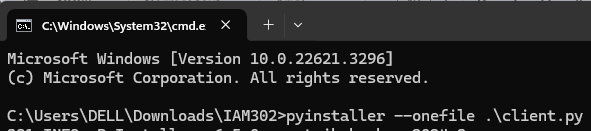 C:\Windows\System32\cmd.e
Microsoft Windows [Version 10.0.22621.3296]
(c) Microsoft Corporation. All rights reserved.
C:\Users\DELL\Downloads\IAM302>pyinstaller --onefile .\client.py